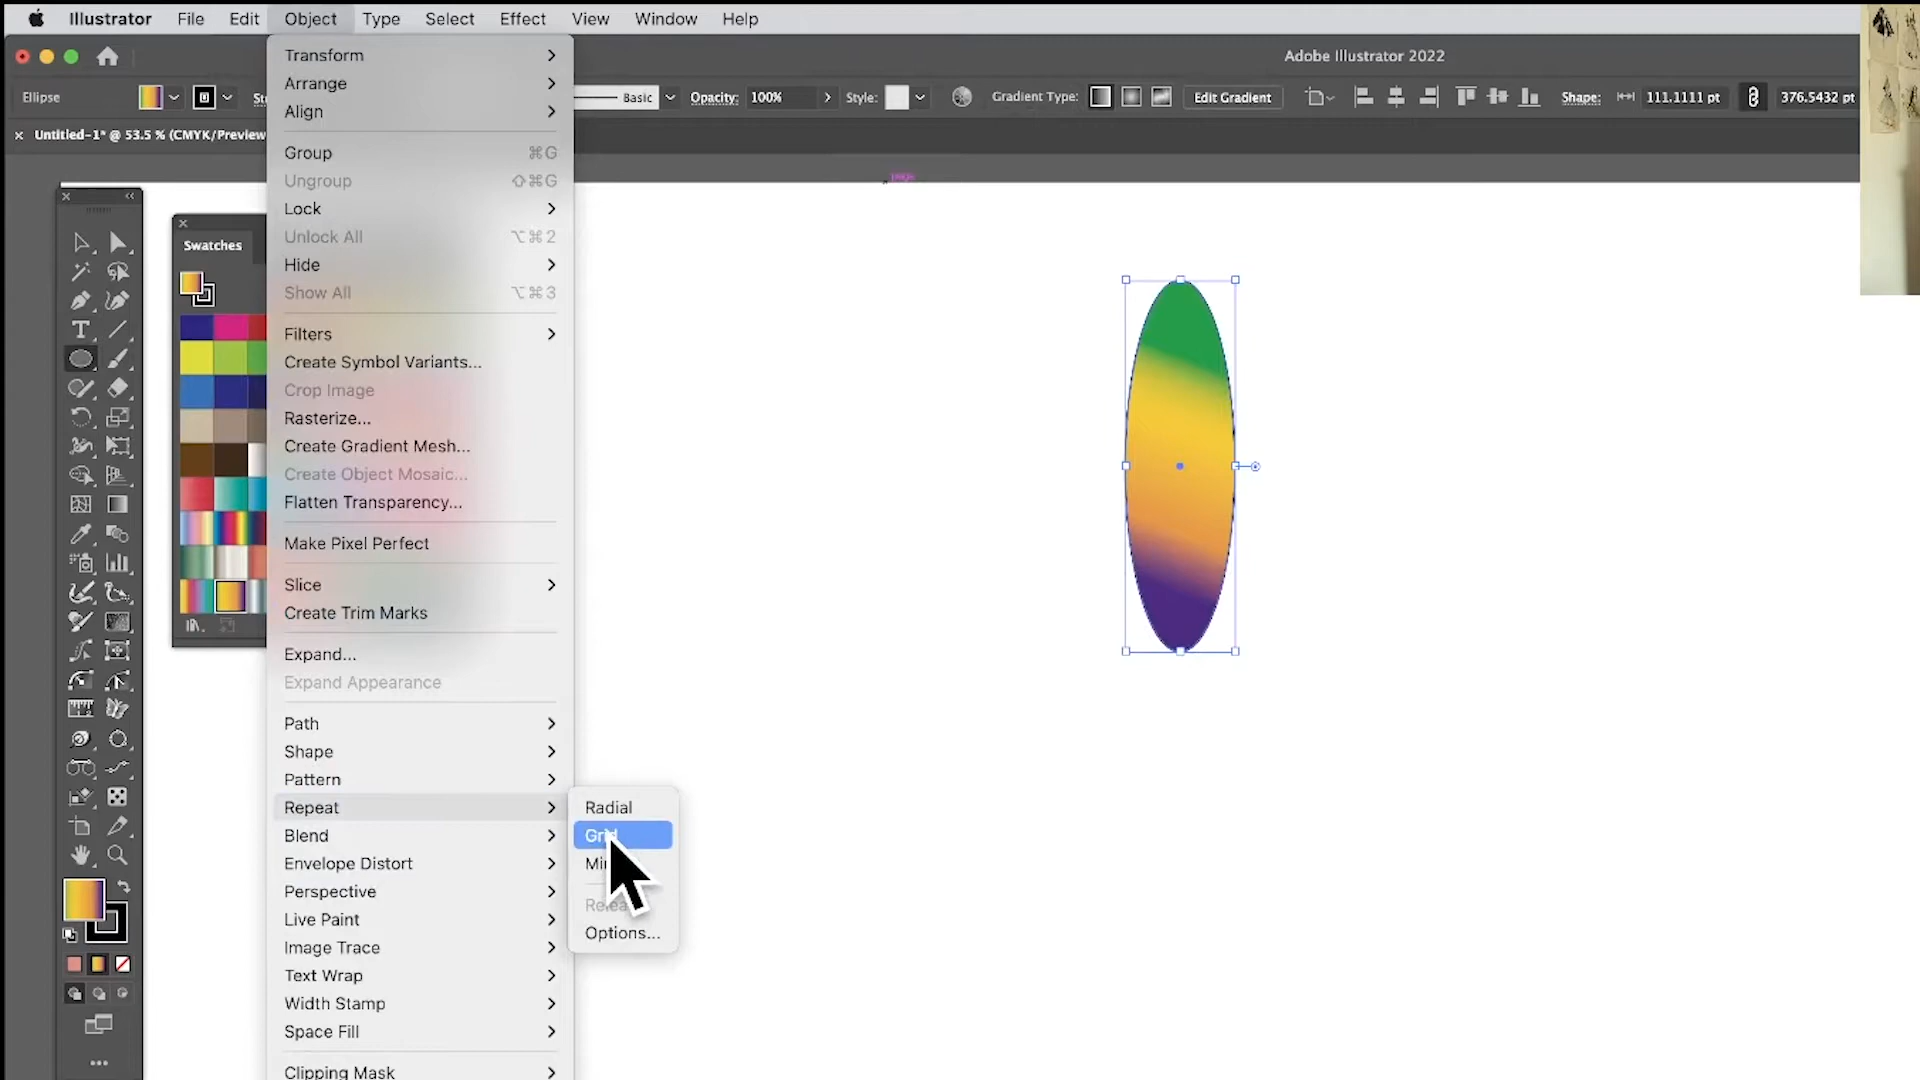 Illustrator File Edit Object Type Select Effect View Window Help
Adobe Illustrator 2022
Ellipse
Basic Opacity: 100% Style: Gradient Type: Edit Gradient Shape: 111.1111 pt 376.5432 pt
Untitled-1* @ 53.5 % (CMYK/Preview
page
Swatches
Transform
Arrange
Align
Group ⌘G
Ungroup ⇧⌘G
Lock
Unlock All ⌥⌘2
Hide
Show All ⌥⌘3
Filters
Create Symbol Variants...
Crop Image
Rasterize...
Create Gradient Mesh...
Create Object Mosaic...
Flatten Transparency...
Make Pixel Perfect
Slice
Create Trim Marks
Expand...
Expand Appearance
Path
Shape
Pattern
Repeat
Blend
Envelope Distort
Perspective
Live Paint
Image Trace
Text Wrap
Width Stamp
Space Fill
Clipping Mask
Radial
Grid
Options...